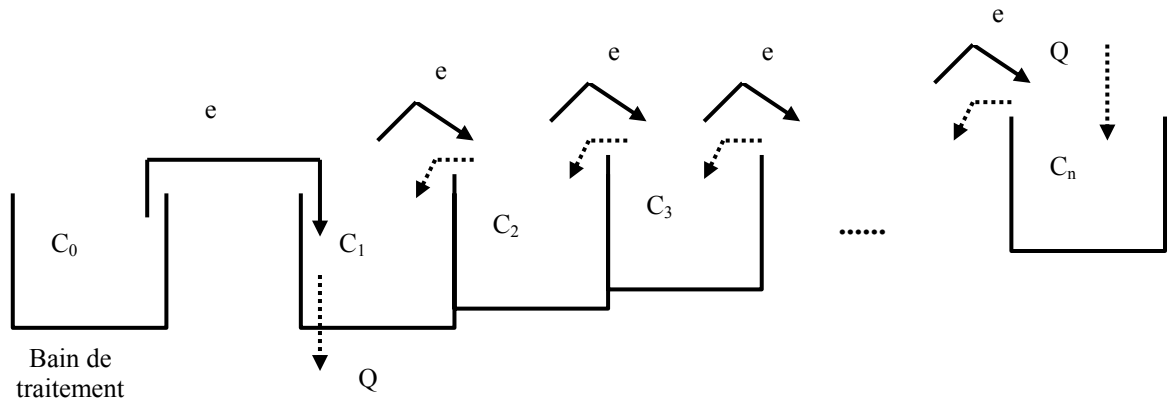 e
e
e
e
e
Q
C0
C1
C2
C3
......
Cn
Bain de
traitement
Q